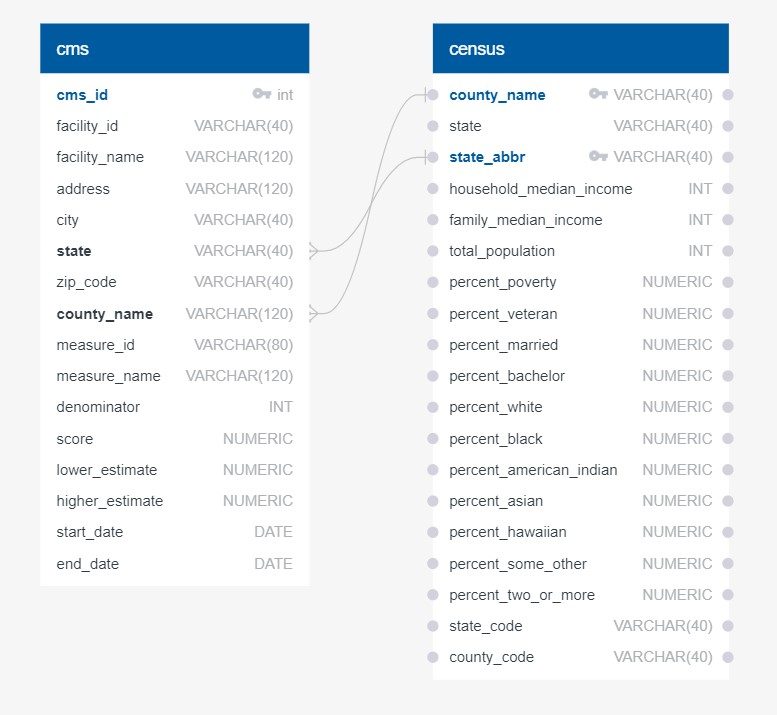 cms
cms_id int
facility_id VARCHAR(40)
facility_name VARCHAR(120)
address VARCHAR(120)
city VARCHAR(40)
state VARCHAR(40)
zip_code VARCHAR(40)
county_name VARCHAR(120)
measure_id VARCHAR(80)
measure_name VARCHAR(120)
denominator INT
score NUMERIC
lower_estimate NUMERIC
higher_estimate NUMERIC
start_date DATE
end_date DATE
census
county_name VARCHAR(40)
state VARCHAR(40)
state_abbr VARCHAR(40)
household_median_income INT
family_median_income INT
total_population INT
percent_poverty NUMERIC
percent_veteran NUMERIC
percent_married NUMERIC
percent_bachelor NUMERIC
percent_white NUMERIC
percent_black NUMERIC
percent_american_indian NUMERIC
percent_asian NUMERIC
percent_hawaiian NUMERIC
percent_some_other NUMERIC
percent_two_or_more NUMERIC
state_code VARCHAR(40)
county_code VARCHAR(40)